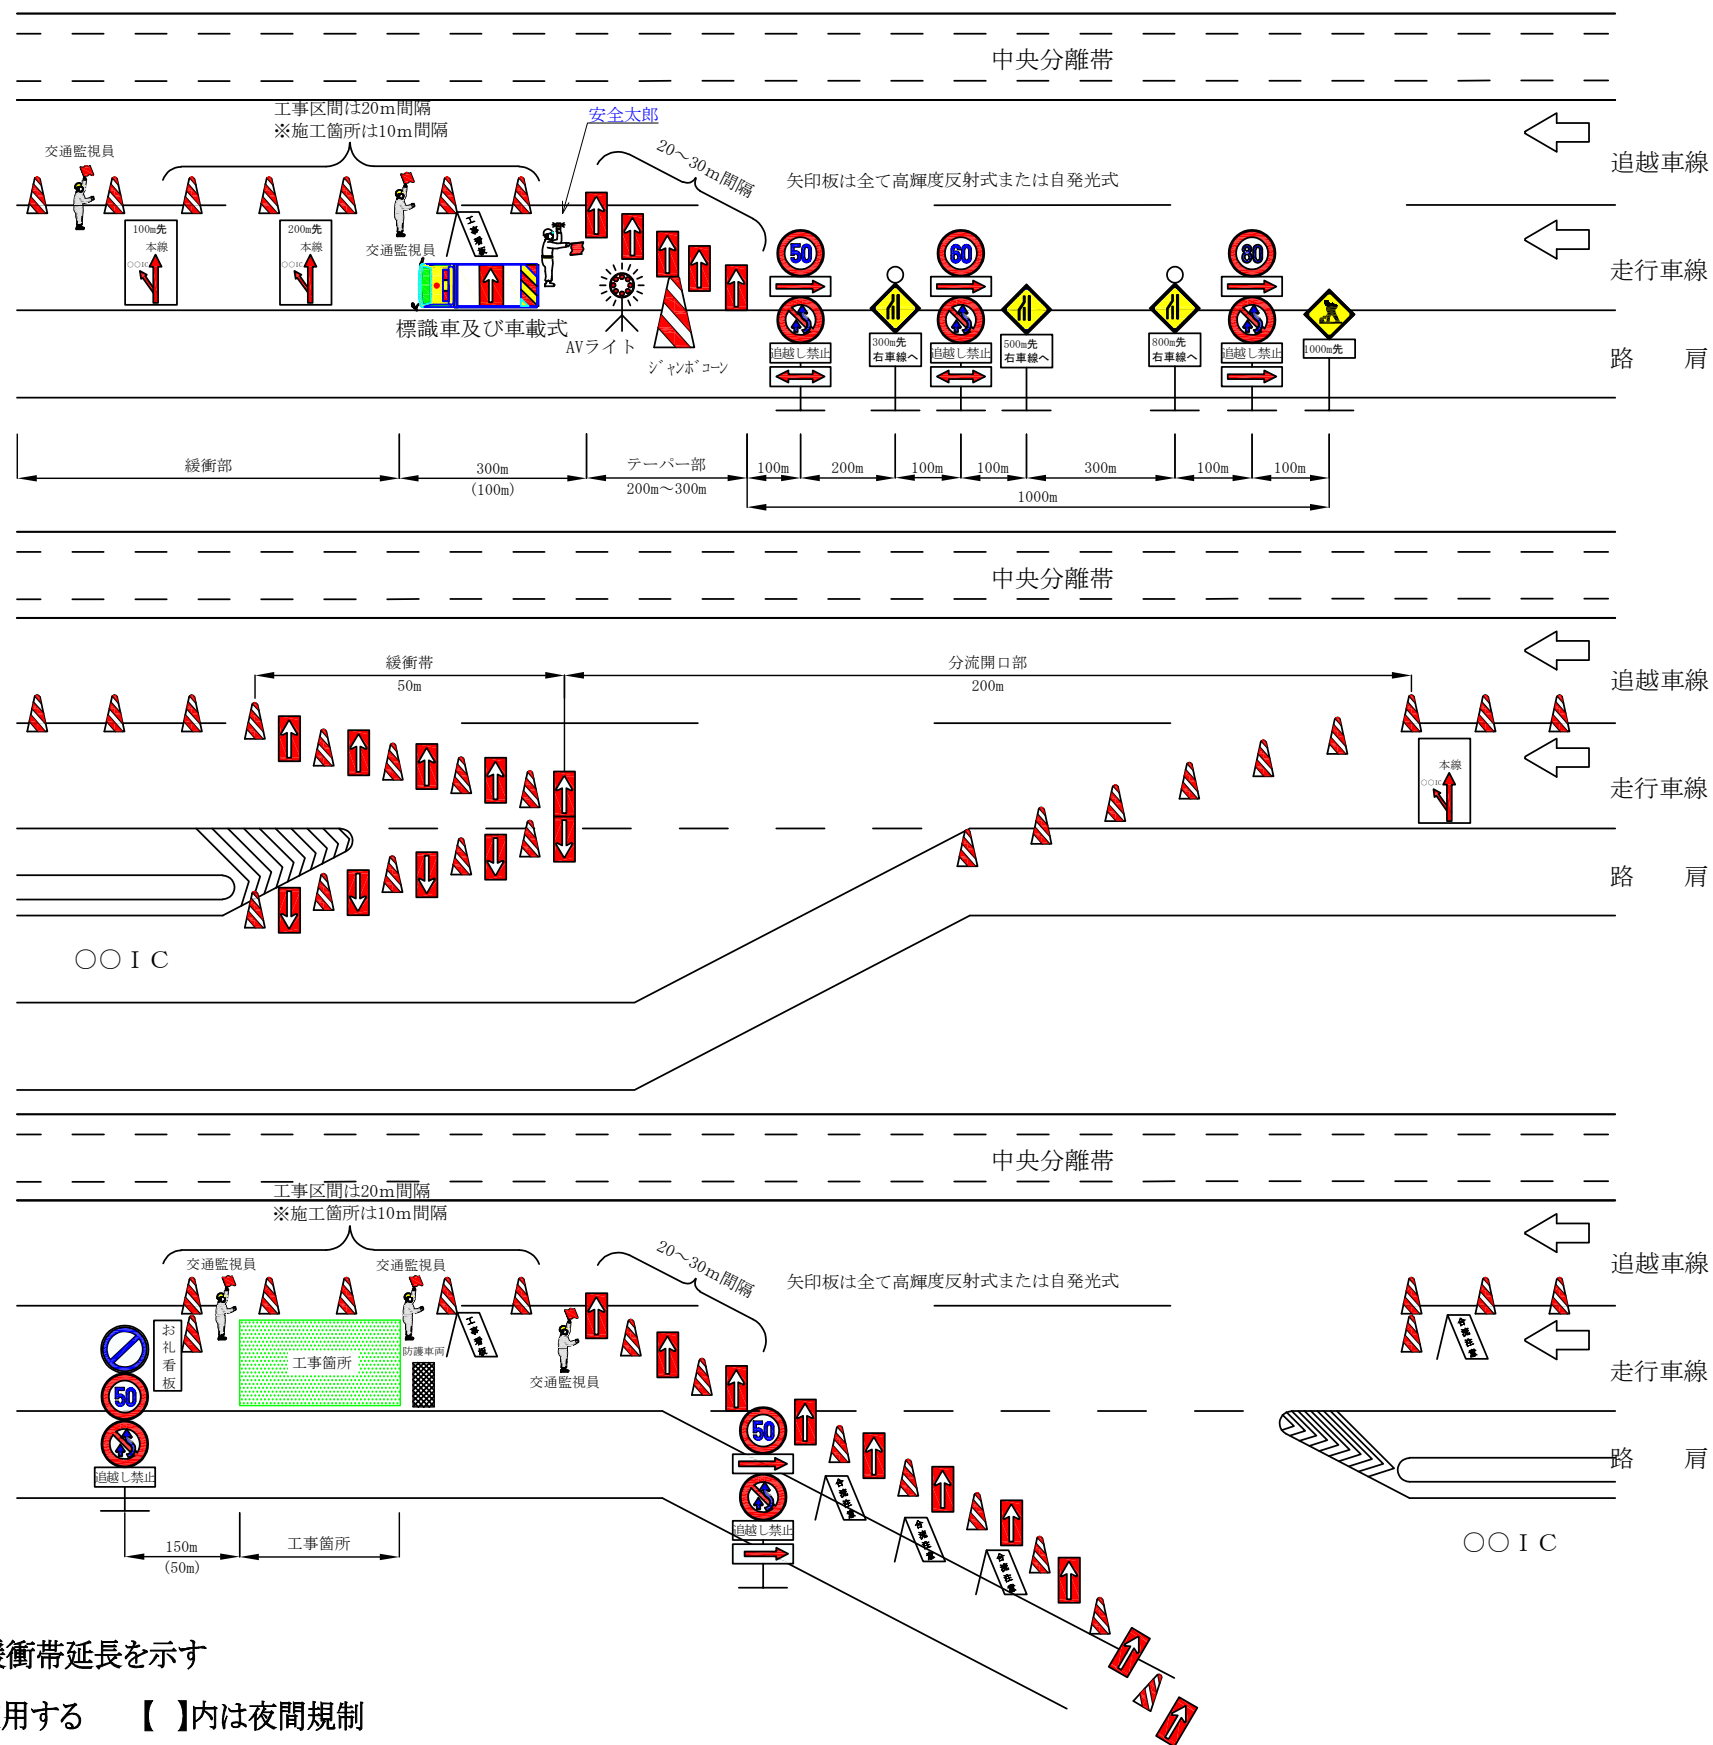 中央分離帯
工事区間は20m間隔
※施工箇所は10m間隔
安全太郎
交通監視員
20～30m間隔
矢印板は全て高輝度反射式または自発光式
追越車線
100m先
本線
○○IC
200m先
本線
○○IC
交通監視員
工事看板
走行車線
50
60
80
標識車及び車載式
AVライト
ジャンボコーン
追越し禁止
300m先
右車線へ
追越し禁止
500m先
右車線へ
800m先
右車線へ
追越し禁止
1000m先
路 肩
緩衝部
300m
(100m)
テーパー部
200m～300m
100m
200m
100m
100m
300m
100m
100m
1000m
中央分離帯
緩衝帯
50m
分流開口部
200m
追越車線
本線
○○IC
走行車線
路 肩
○○ＩＣ
中央分離帯
工事区間は20m間隔
※施工箇所は10m間隔
交通監視員
交通監視員
20～30m間隔
矢印板は全て高輝度反射式または自発光式
追越車線
お礼看板
工事箇所
防護車両
工事看板
交通監視員
走行車線
50
追越し禁止
50
追越し禁止
路 肩
150m
(50m)
工事箇所
○○ＩＣ
衝帯延長を示す
用する 【 】内は夜間規制